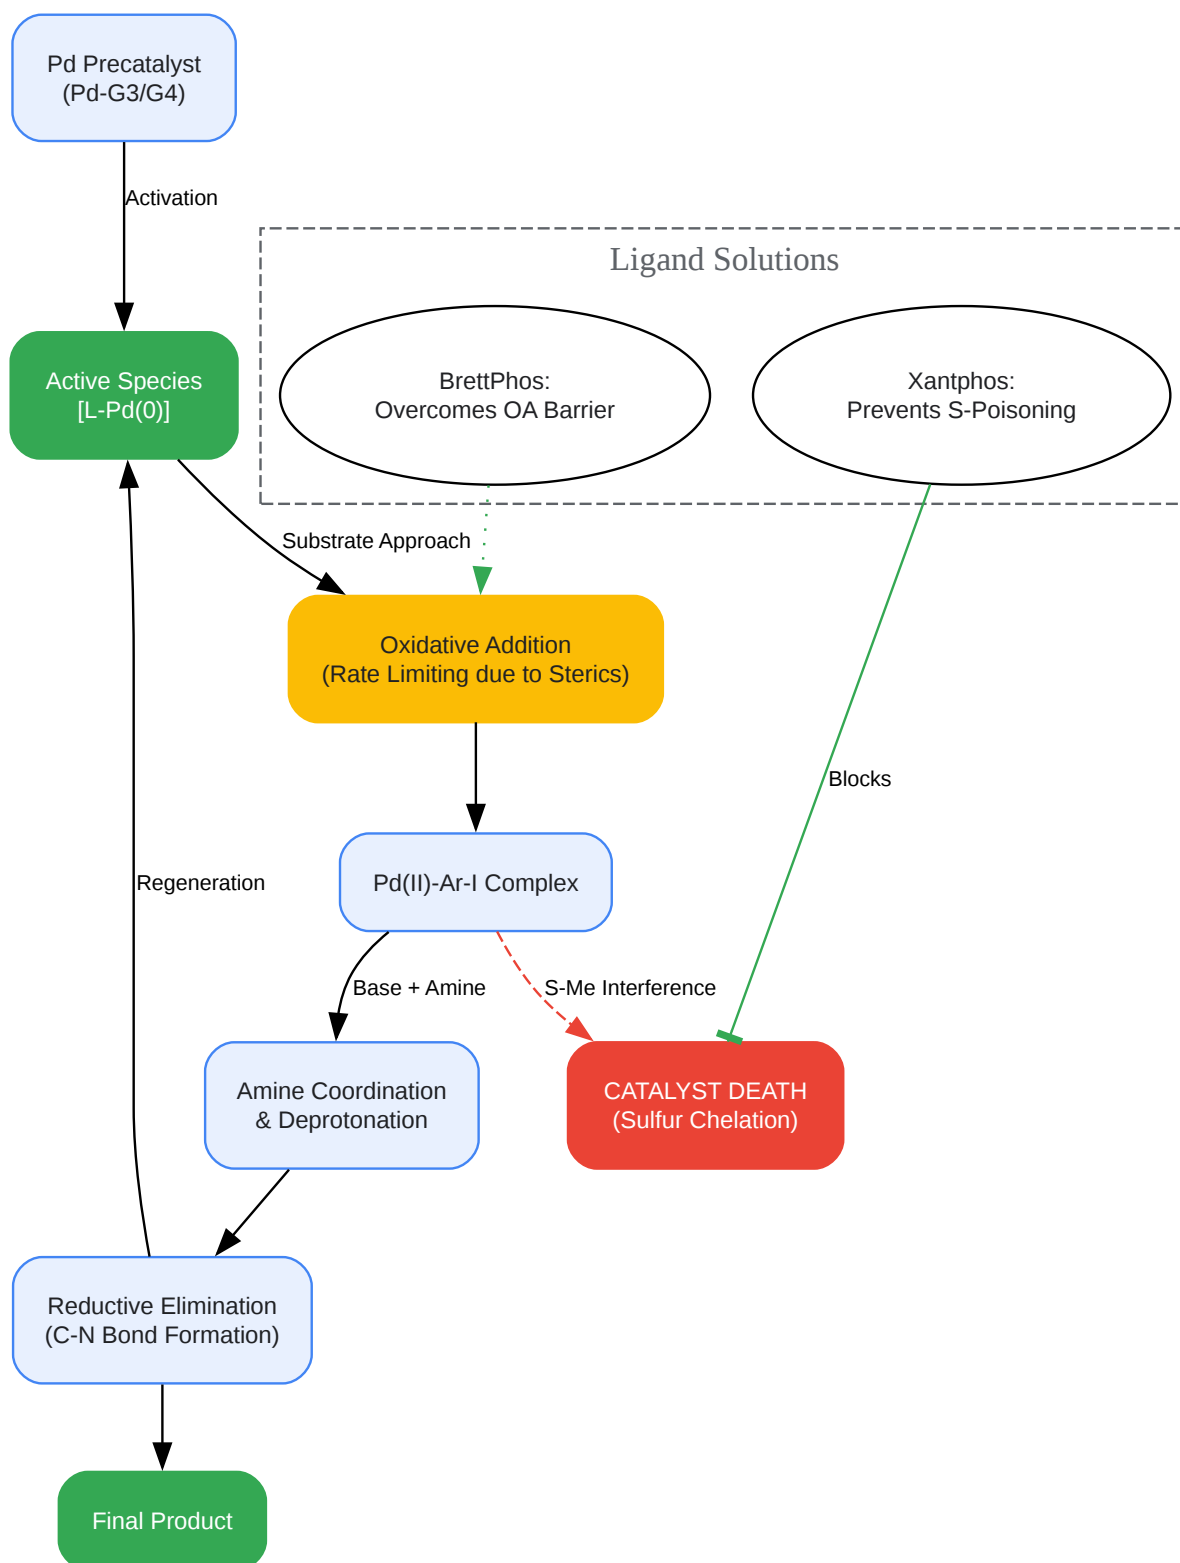 Pd Precatalyst
(Pd-G3/G4)
Activation
Ligand Solutions
Active Species
[L-Pd(0)]
BrettPhos:
Overcomes OA Barrier
Xantphos:
Prevents S-Poisoning
Substrate Approach
Oxidative Addition
(Rate Limiting due to Sterics)
Blocks
Pd(II)-Ar-I Complex
Regeneration
Base + Amine
S-Me Interference
Amine Coordination
& Deprotonation
CATALYST DEATH
(Sulfur Chelation)
Reductive Elimination
(C-N Bond Formation)
Final Product